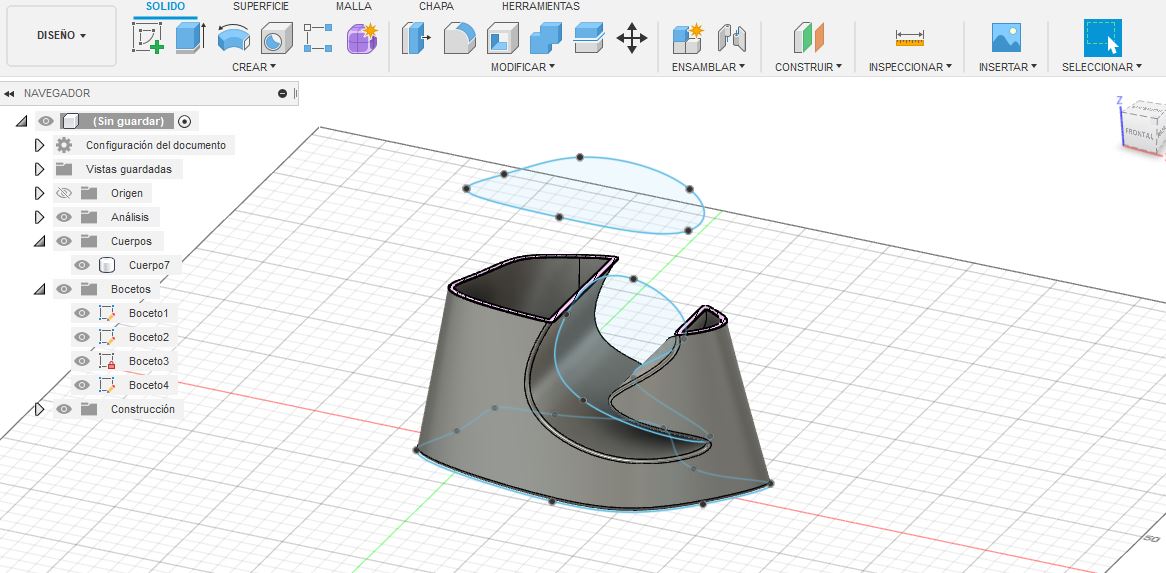 SOLIDO SUPERFICIE MALLA CHAPA HERRAMIENTAS
DISEÑO
CREAR MODIFICAR ENSAMBLAR CONSTRUIR INSPECCIONAR INSERTAR SELECCIONAR
NAVEGADOR
(Sin guardar)
Configuración del documento
Vistas guardadas
Origen
Análisis
Cuerpos
Cuerpo7
Bocetos
Boceto1
Boceto2
Boceto3
Boceto4
Construcción
Z
FRONTAL
50